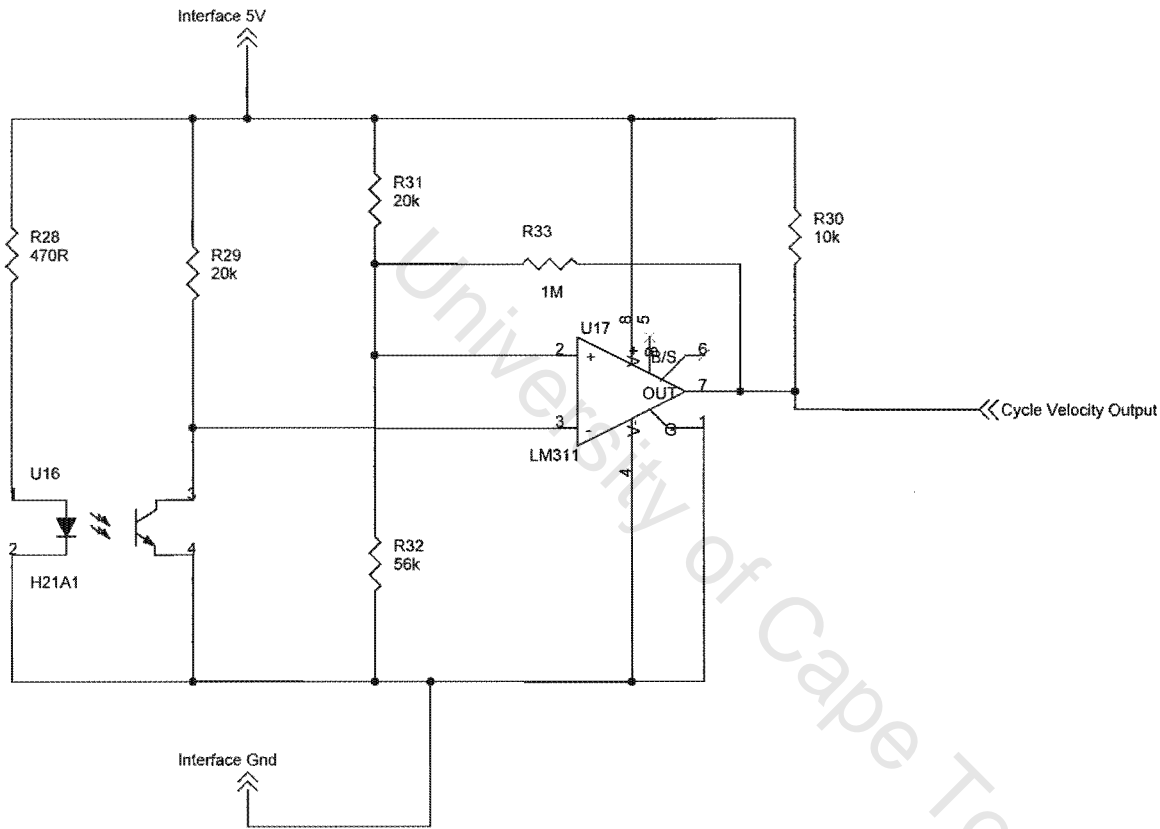 Interface 5V
R31
20k
R28
470R
R29
20k
R33
1M
R30
10k
U17
8
5
2
+
V+
B/S
6
OUT
7
3
-
V-
4
1
LM311
Cycle Velocity Output
U16
1
2
3
4
H21A1
R32
56k
Interface Gnd
University of Cape To